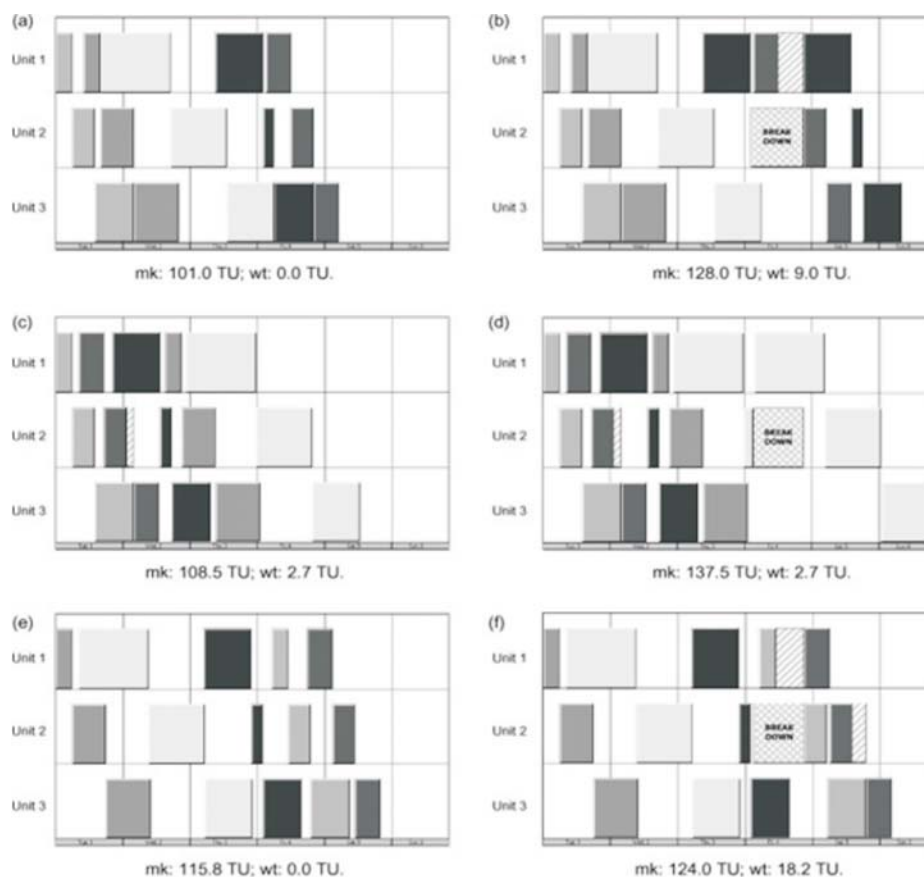 (a)
(b)
Unit 1
Unit 1
Unit 2
BREAK
DOWN
Unit 2
Unit 3
Unit 3
mk: 101.0 TU; wt: 0.0 TU.
mk: 128.0 TU; wt: 9.0 TU.
(c)
(d)
Unit 1
Unit 1
Unit 2
BREAK
DOWN
Unit 2
Unit 3
Unit 3
mk: 108.5 TU; wt: 2.7 TU.
mk: 137.5 TU; wt: 2.7 TU.
(e)
(f)
Unit 1
Unit 1
Unit 2
BREAK
DOWN
Unit 2
Unit 3
Unit 3
mk: 115.8 TU; wt: 0.0 TU.
mk: 124.0 TU; wt: 18.2 TU.